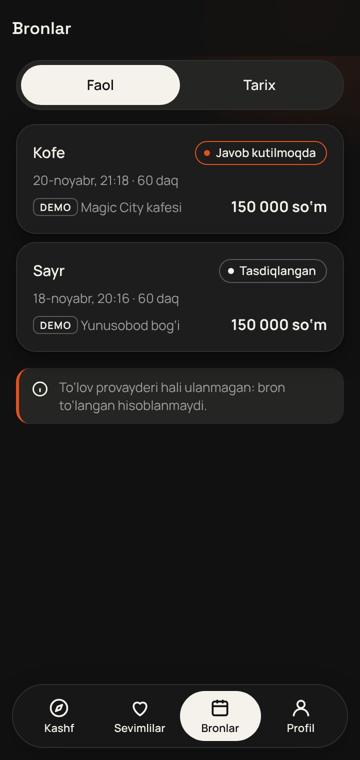 Bronlar
Faol
Tarix
Kofe
Javob kutilmoqda
20-noyabr, 21:18 · 60 daq
DEMO Magic City kafesi
150 000 so‘m
Sayr
Tasdiqlangan
18-noyabr, 20:16 · 60 daq
DEMO Yunusobod bog‘i
150 000 so‘m
To‘lov provayderi hali ulanmagan: bron
to‘langan hisoblanmaydi.
Kashf
Sevimlilar
Bronlar
Profil